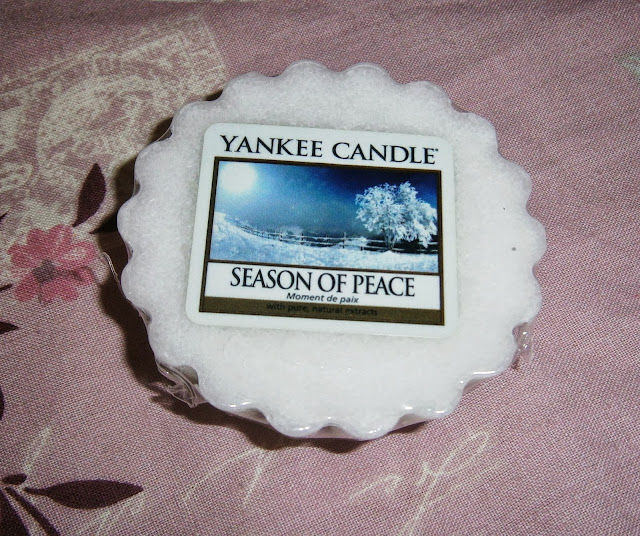 YANKEE CANDLE®
SEASON OF PEACE
Moment de paix
with pure, natural extracts